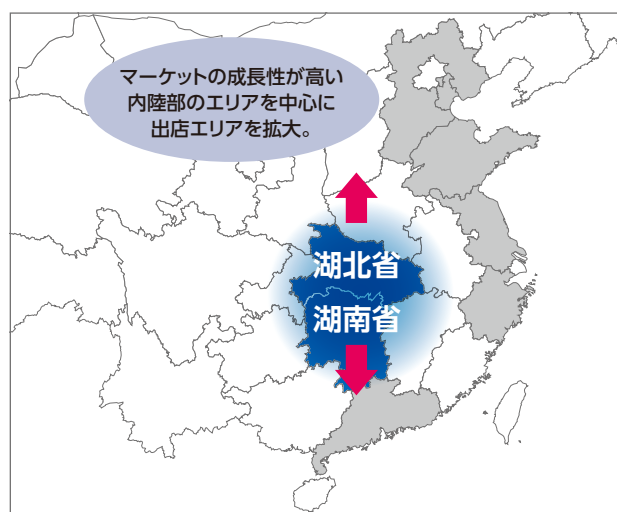 マーケットの成長性が高い
内陸部のエリアを中心に
出店エリアを拡大。
湖北省
湖南省